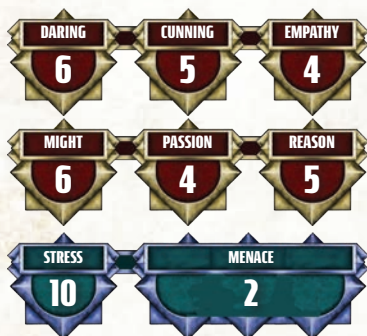 DARING CUNNING EMPATHY
6 5 4
MIGHT PASSION REASON
6 4 5
STRESS MENACE
10 2